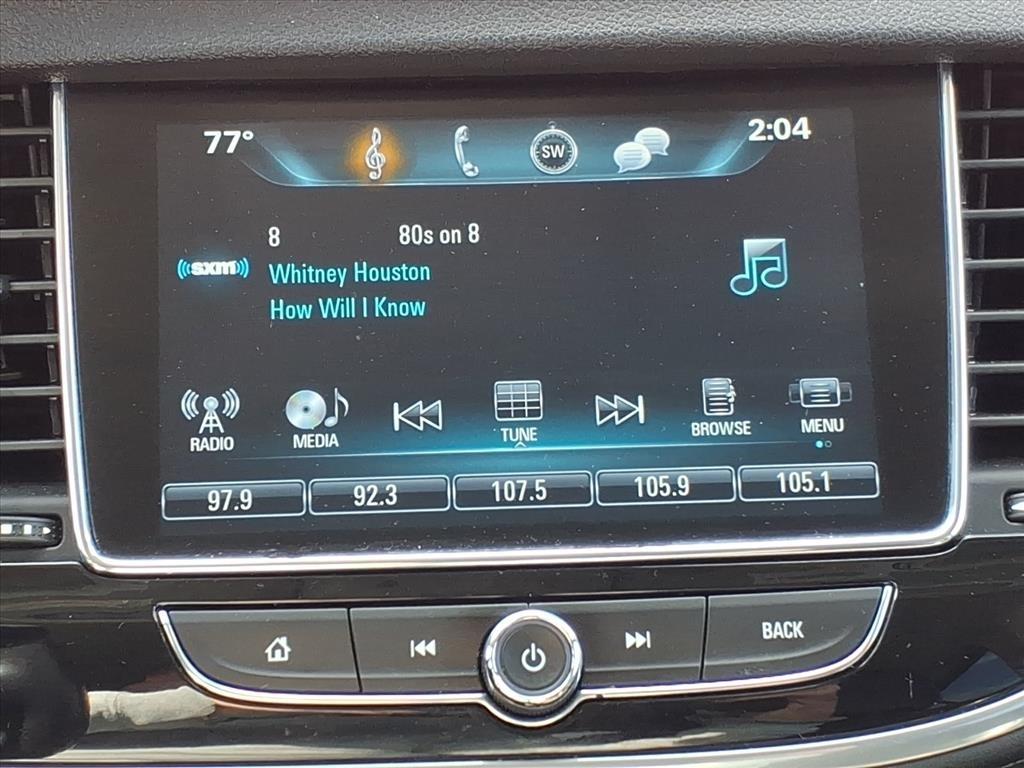 77° 2:04
SW
8 80s on 8
sxm
Whitney Houston
How Will I Know
RADIO MEDIA TUNE BROWSE MENU
97.9 92.3 107.5 105.9 105.1
BACK